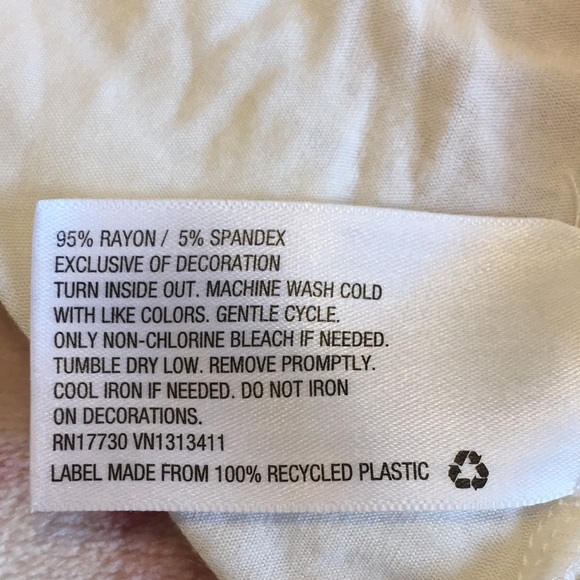 95% RAYON / 5% SPANDEX
EXCLUSIVE OF DECORATION
TURN INSIDE OUT. MACHINE WASH COLD
WITH LIKE COLORS. GENTLE CYCLE.
ONLY NON-CHLORINE BLEACH IF NEEDED.
TUMBLE DRY LOW. REMOVE PROMPTLY.
COOL IRON IF NEEDED. DO NOT IRON
ON DECORATIONS.
RN17730 VN1313411
LABEL MADE FROM 100% RECYCLED PLASTIC